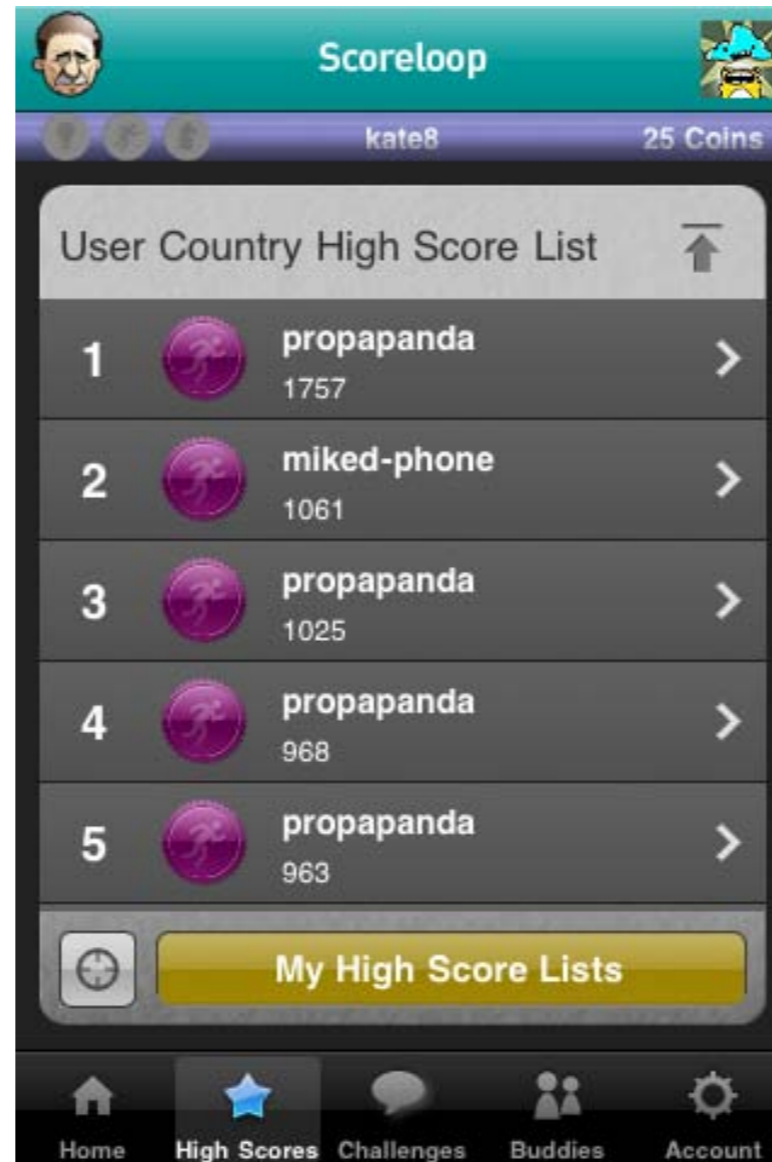 Scoreloop
kate8 25 Coins
User Country High Score List
1 propapanda
1757
2 miked-phone
1061
3 propapanda
1025
4 propapanda
968
5 propapanda
963
My High Score Lists
Home High Scores Challenges Buddies Account